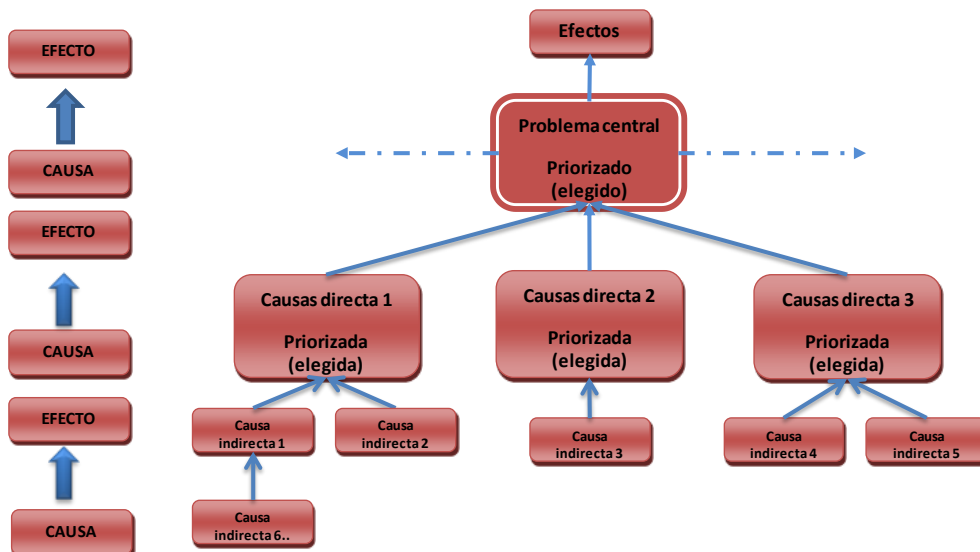 EFECTO
CAUSA
EFECTO
CAUSA
EFECTO
CAUSA
Efectos
Problema central
Priorizado
(elegido)
Causas directa 1
Priorizada
(elegida)
Causas directa 2
Priorizada
(elegida)
Causas directa 3
Priorizada
(elegida)
Causa
indirecta 1
Causa
indirecta 2
Causa
indirecta 3
Causa
indirecta 4
Causa
indirecta 5
Causa
indirecta 6..